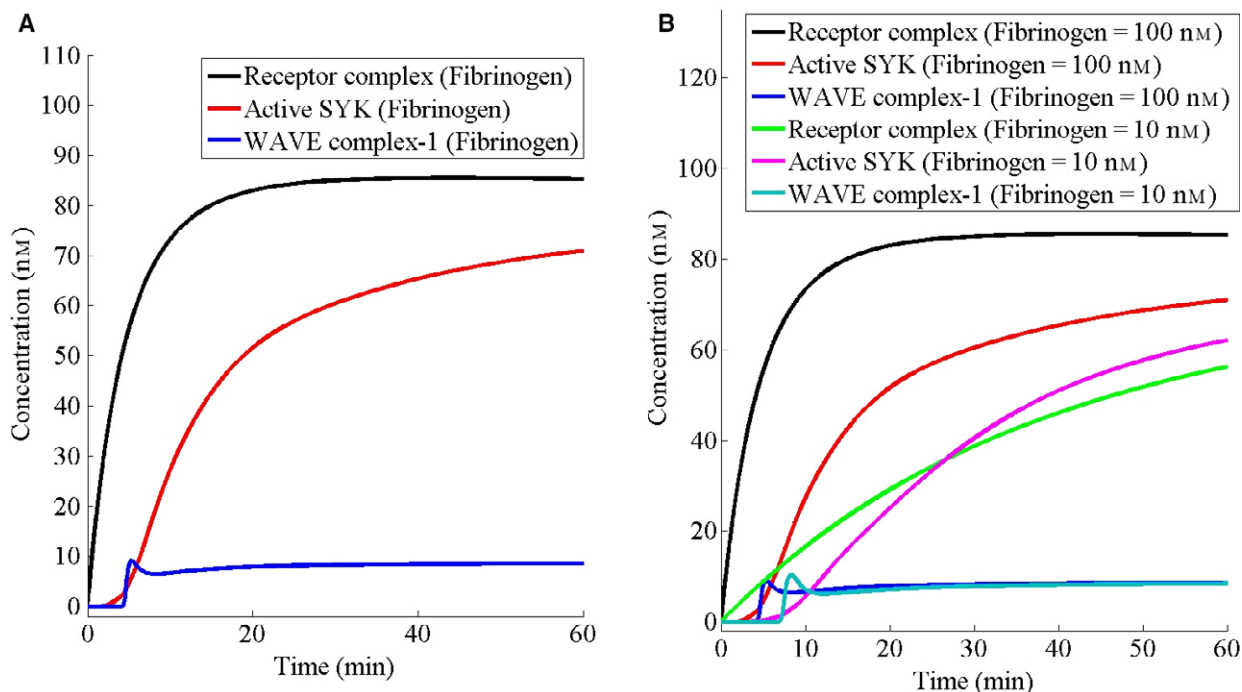 A
110
100
90
80
70
60
50
40
30
20
10
0
Concentration (nM)
Receptor complex (Fibrinogen)
Active SYK (Fibrinogen)
WAVE complex-1 (Fibrinogen)
0 20 40 60
Time (min)
B
120
100
80
60
40
20
0
Concentration (nM)
Receptor complex (Fibrinogen = 100 nM)
Active SYK (Fibrinogen = 100 nM)
WAVE complex-1 (Fibrinogen = 100 nM)
Receptor complex (Fibrinogen = 10 nM)
Active SYK (Fibrinogen = 10 nM)
WAVE complex-1 (Fibrinogen = 10 nM)
0 10 20 30 40 50 60
Time (min)